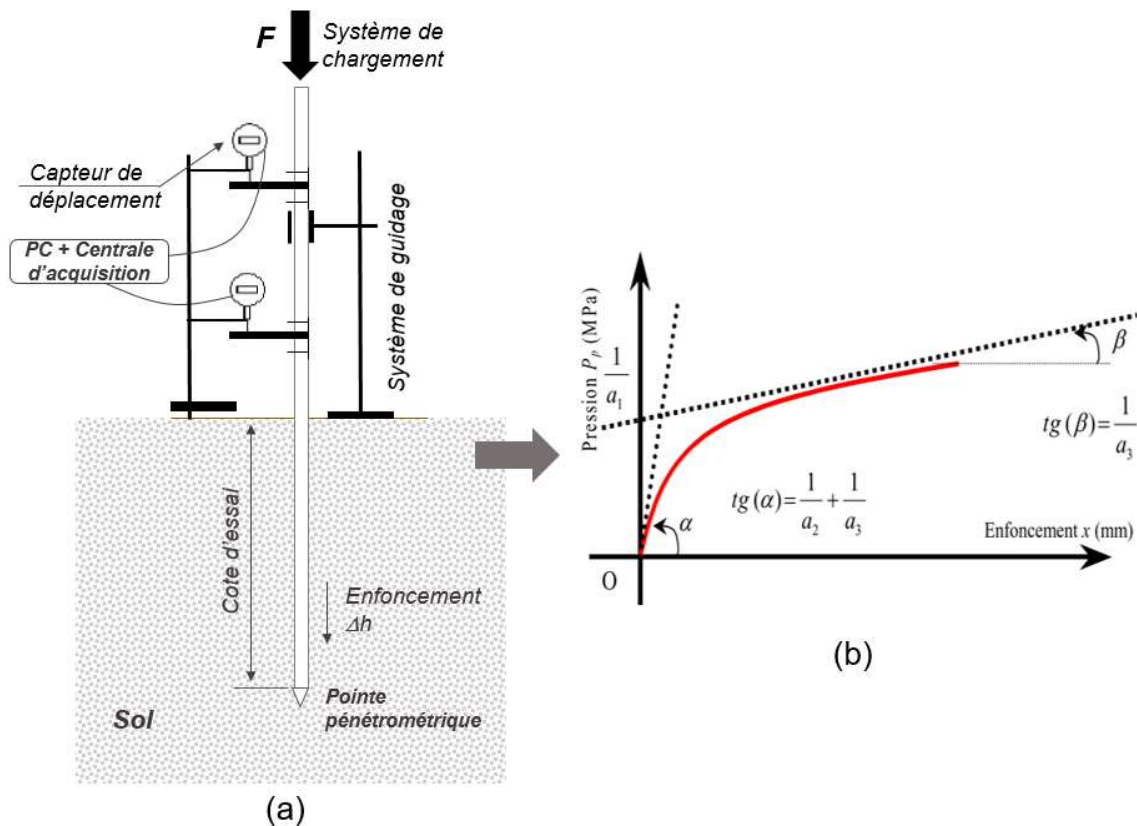 F
Système de
chargement
Capteur de
déplacement
PC + Centrale
d'acquisition
Système de guidage
Cote d'essai
Enfoncement
Δh
Pointe
pénétrométrique
Sol
(a)
Pression P_p (MPa)
1/a_1
β
tg(β)=1/a_3
tg(α)=1/a_2+1/a_3
α
Enfoncement x (mm)
O
(b)